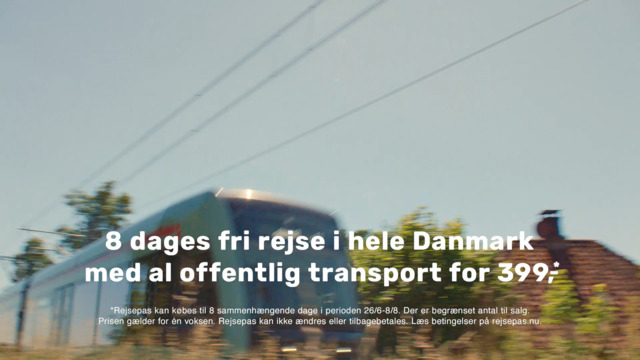 8 dages fri rejse i hele Danmark
med al offentlig transport for 399,-*
*Rejsepas kan købes til 8 sammenhængende dage i perioden 26/6-8/8. Der er begrænset antal til salg.
Prisen gælder for én voksen. Rejsepas kan ikke ændres eller tilbagebetales. Læs betingelser på rejsepas.nu.